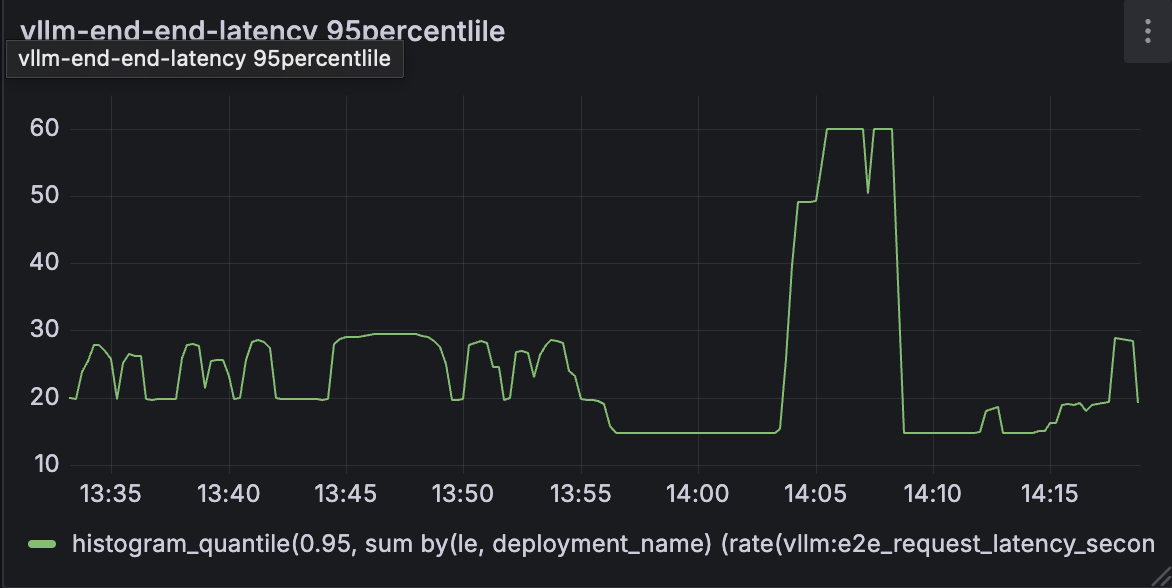 vllm-end-end-latency 95percentlile
vllm-end-end-latency 95percentlile
60
50
40
30
20
10
13:35 13:40 13:45 13:50 13:55 14:00 14:05 14:10 14:15
histogram_quantile(0.95, sum by(le, deployment_name) (rate(vllm:e2e_request_latency_secon